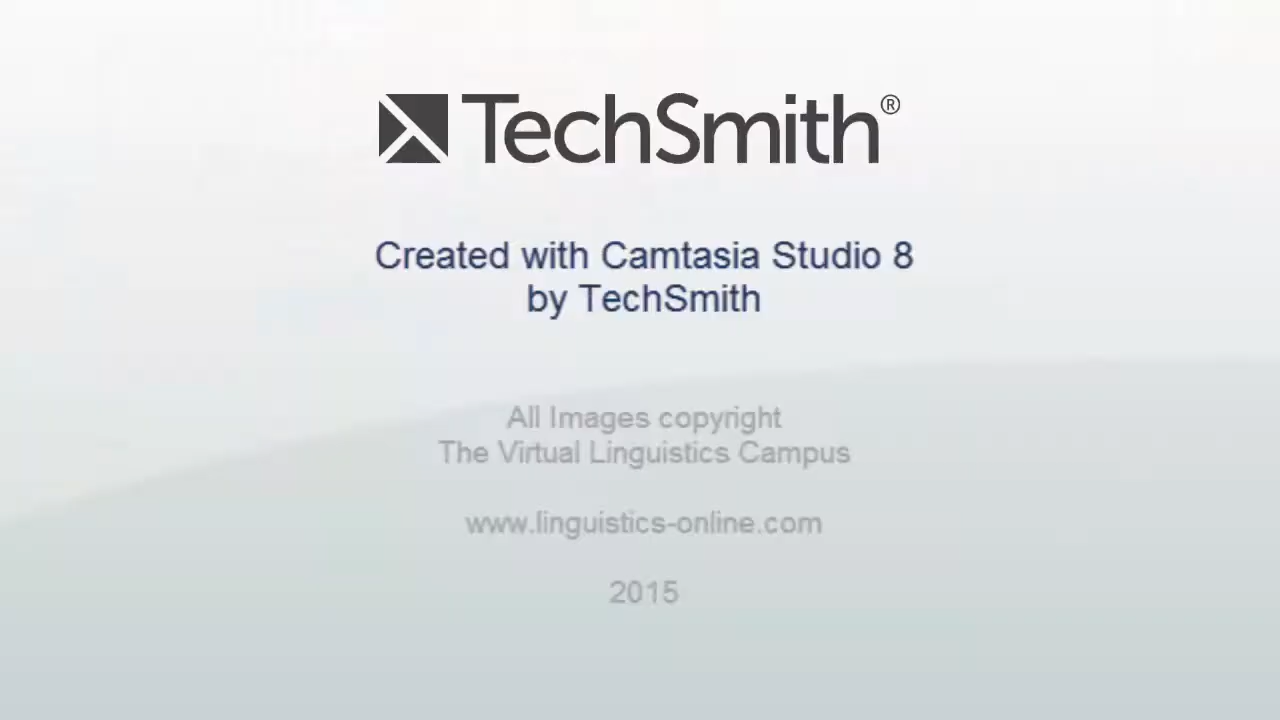 TechSmith®
Created with Camtasia Studio 8
by TechSmith
All Images copyright
The Virtual Linguistics Campus
www.linguistics-online.com
2015